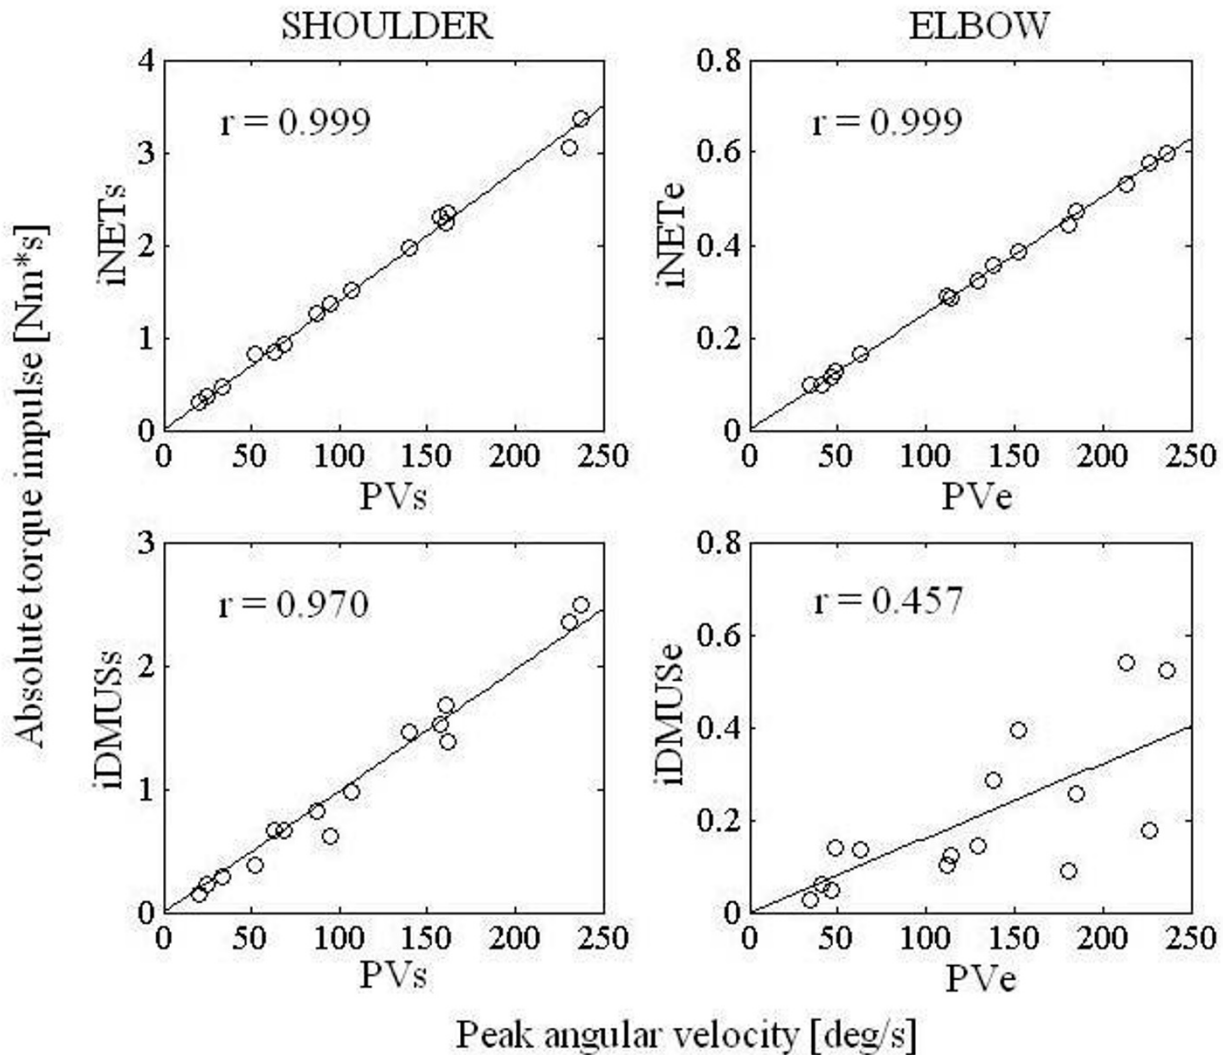 SHOULDER
ELBOW
Absolute torque impulse [Nm*s]
4
3
2
1
0
iNETs
r = 0.999
0 50 100 150 200 250
PVs
0.8
0.6
0.4
0.2
0
iNETe
r = 0.999
0 50 100 150 200 250
PVe
3
2
1
0
iDMUSs
r = 0.970
0 50 100 150 200 250
PVs
0.8
0.6
0.4
0.2
0
iDMUSe
r = 0.457
0 50 100 150 200 250
PVe
Peak angular velocity [deg/s]